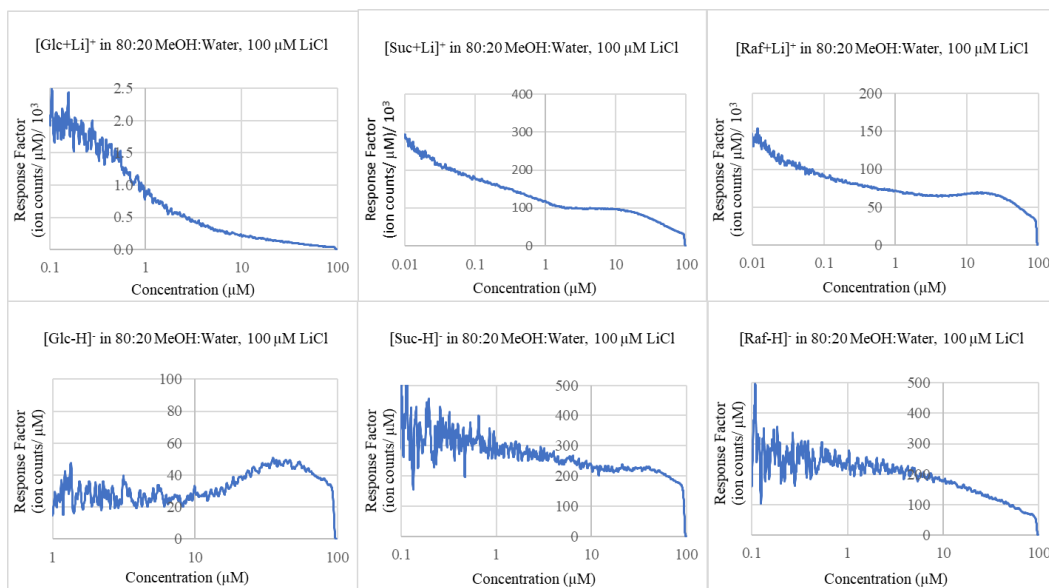 [Glc+Li]⁺ in 80:20 MeOH:Water, 100 µM LiCl
Response Factor
(ion counts/ µM)/ 10³
2.5
2.0
1.5
1.0
0.5
0.0
0.1 1 10 100
Concentration (µM)
[Suc+Li]⁺ in 80:20 MeOH:Water, 100 µM LiCl
Response Factor
(ion counts/ µM)/ 10³
400
300
200
100
0
0.01 0.1 1 10 100
Concentration (µM)
[Raf+Li]⁺ in 80:20 MeOH:Water, 100 µM LiCl
Response Factor
(ion counts/ µM)/ 10³
200
150
100
50
0
0.01 0.1 1 10 100
Concentration (µM)
[Glc-H]⁻ in 80:20 MeOH:Water, 100 µM LiCl
Response Factor
(ion counts/ µM)
100
80
60
40
20
0
1 10 100
Concentration (µM)
[Suc-H]⁻ in 80:20 MeOH:Water, 100 µM LiCl
Response Factor
(ion counts/ µM)
500
400
300
200
100
0
0.1 1 10 100
Concentration (µM)
[Raf-H]⁻ in 80:20 MeOH:Water, 100 µM LiCl
Response Factor
(ion counts/ µM)
500
400
300
200
100
0
0.1 1 10 100
Concentration (µM)